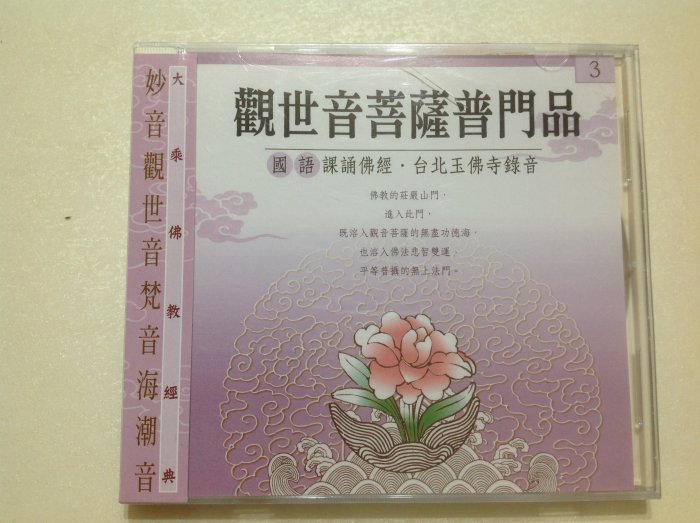 大乘佛教經典
妙音觀世音梵音海潮音
3
觀世音菩薩普門品
國語課誦佛經・台北玉佛寺錄音
佛教的莊嚴山門，
進入此門，
既溶入觀音菩薩的無盡功德海，
也溶入佛法悲智雙運，
平等普攝的無上法門。